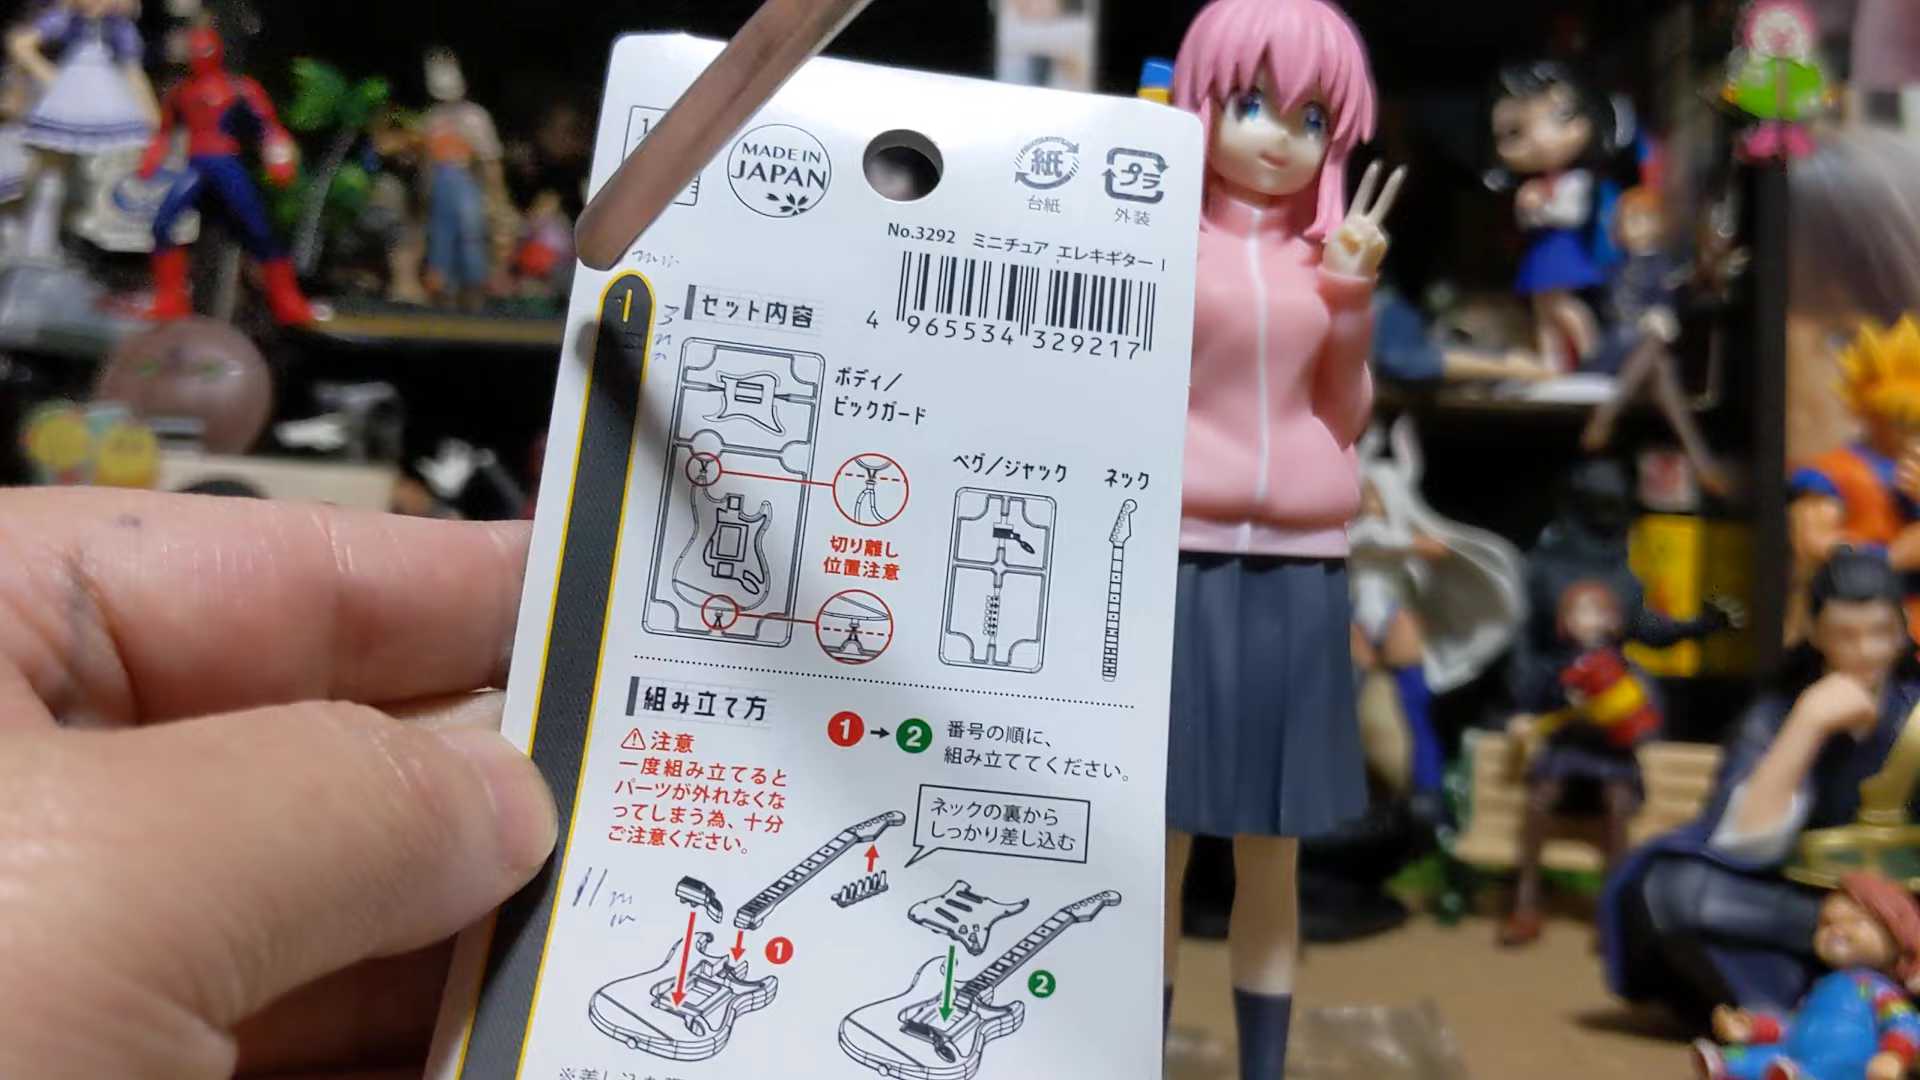 MADE IN
JAPAN
紙
台紙
プラ
外装
No.3292 ミニチュア エレキギター 1
4 965534 329217
セット内容
ボディ/
ピックガード
ペグ/ジャック
ネック
切り離し
位置注意
組み立て方
1→2
番号の順に、
組み立ててください。
注意
一度組み立てると
パーツが外れなくな
ってしまう為、十分
ご注意ください。
ネックの裏から
しっかり差し込む
1
2